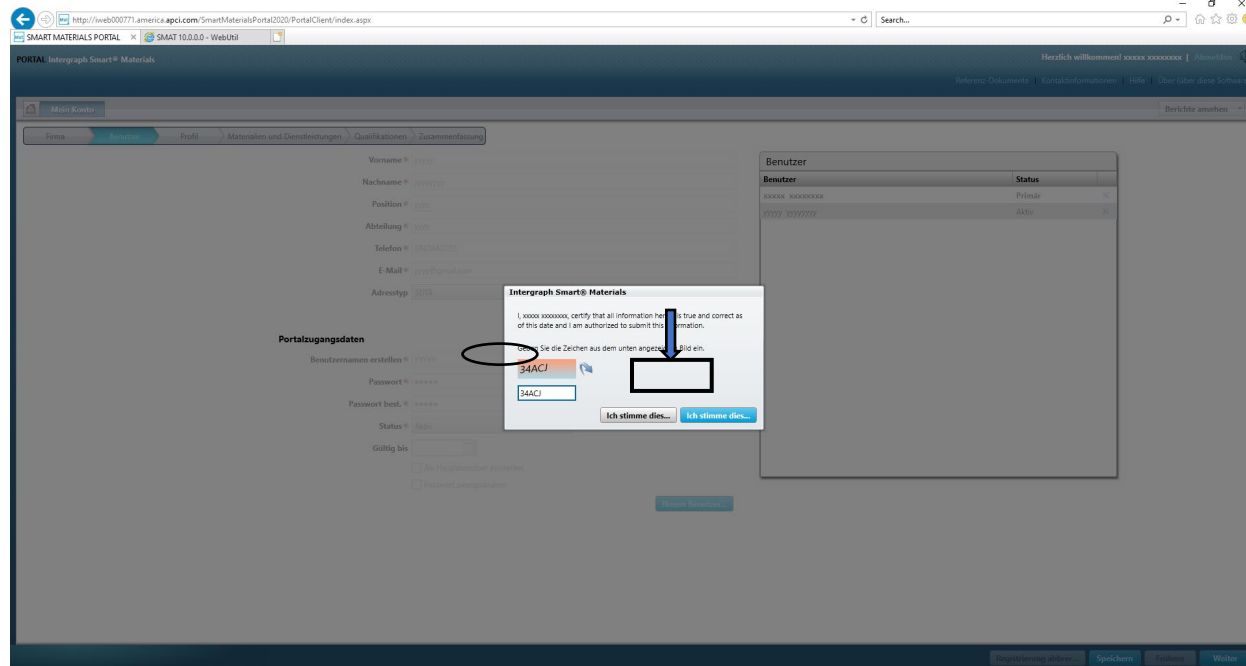 http://iweb000771.america.apci.com/SmartMaterialsPortal2020/PortalClient/index.aspx
Search...
SMART MATERIALS PORTAL
SMAT 10.0.0.0 - WebUtil
PORTAL Intergraph Smart® Materials
Herzlich willkommen! xxxxx xxxxxxxx | Abmelden
Referenz-Dokumente | Kontaktinformationen | Hilfe | Über (über diese Software
Mein Konto
Berichte ansehen
Firma
Benutzer
Profil
Materialien und Dienstleistungen
Qualifikationen
Zusammenfassung
Vorname *
Nachname *
Position *
Abteilung *
Telefon *
E-Mail *
Adresstyp
Portalzugangsdaten
Benutzernamen erstellen *
Passwort *
Passwort best. *
Status * Aktiv
Gültig bis
Neuen Benutzer...
Benutzer
Benutzer Status
xxxxx xxxxxxxx Primär
yyyyy yyyyyyyy Aktiv
Intergraph Smart® Materials
I, xxxxx xxxxxxxx, certify that all information is true and correct as
of this date and I am authorized to submit this information.
Geben Sie die Zeichen aus dem unten Bild ein.
34ACJ
34ACJ
Ich stimme dies...
Ich stimme dies...
Speichern
Weiter